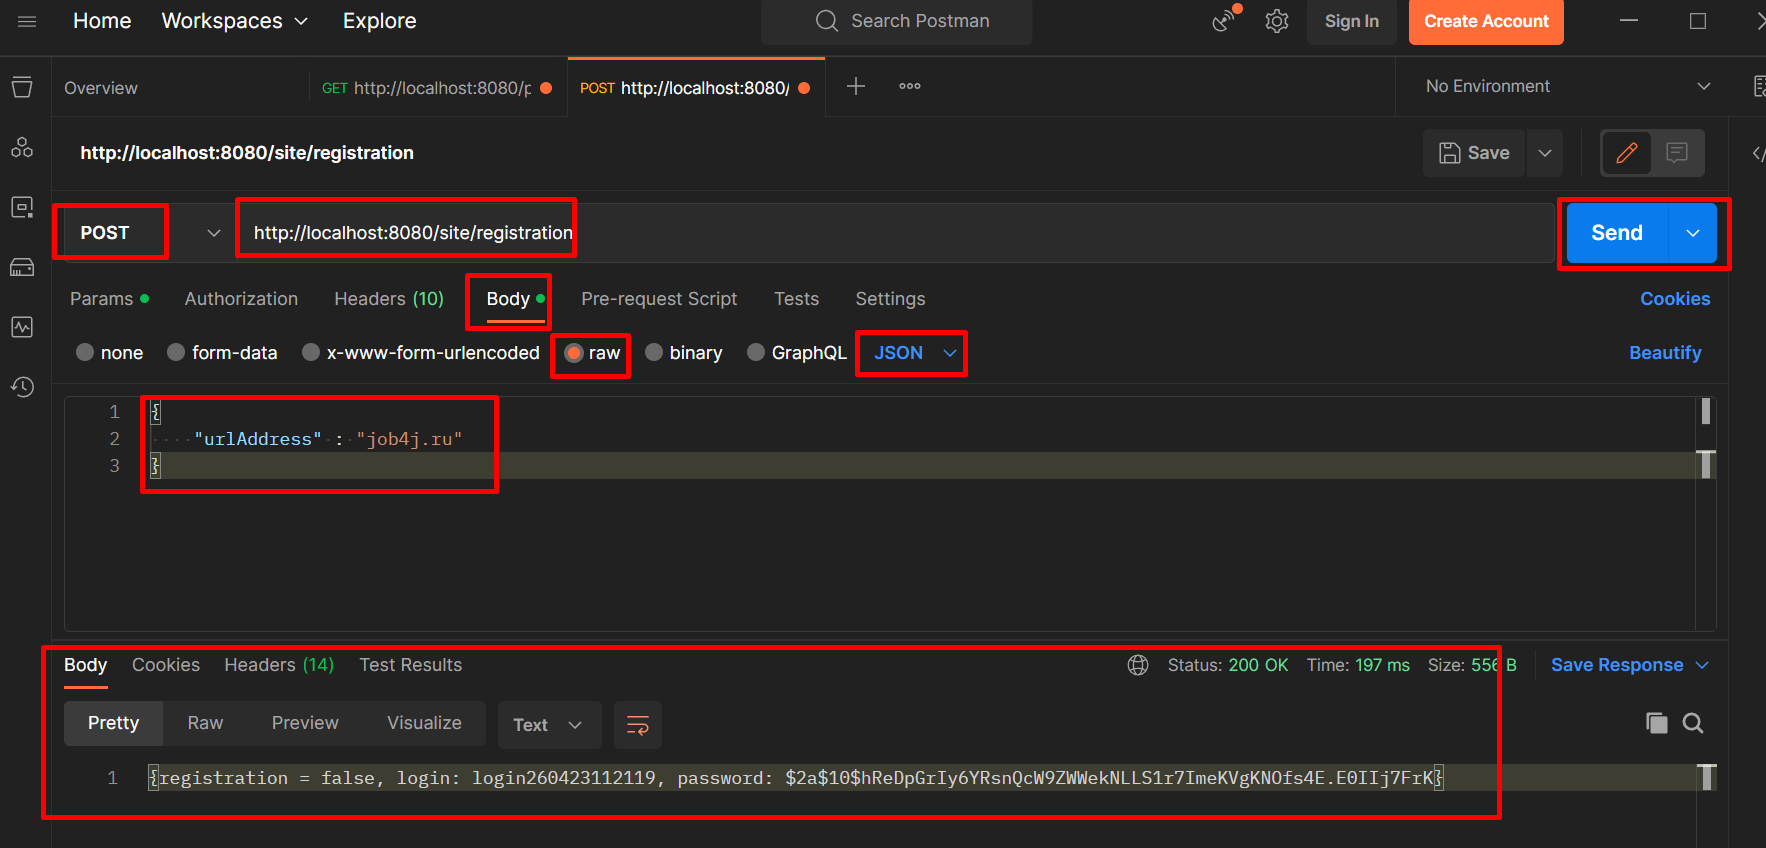 Home Workspaces Explore Search Postman Sign In Create Account
Overview GET http://localhost:8080/p POST http://localhost:8080/ No Environment
http://localhost:8080/site/registration Save
POST http://localhost:8080/site/registration Send
Params Authorization Headers (10) Body Pre-request Script Tests Settings Cookies
none form-data x-www-form-urlencoded raw binary GraphQL JSON Beautify
1 {
2 "urlAddress" : "job4j.ru"
3 }
Body Cookies Headers (14) Test Results Status: 200 OK Time: 197 ms Size: 556 B Save Response
Pretty Raw Preview Visualize Text
1 {registration = false, login: login260423112119, password: $2a$10$hReDpGrIy6YRsnQcW9ZWWekNLLS1r7ImeKVgKNOfs4E.E0IIj7FrK}